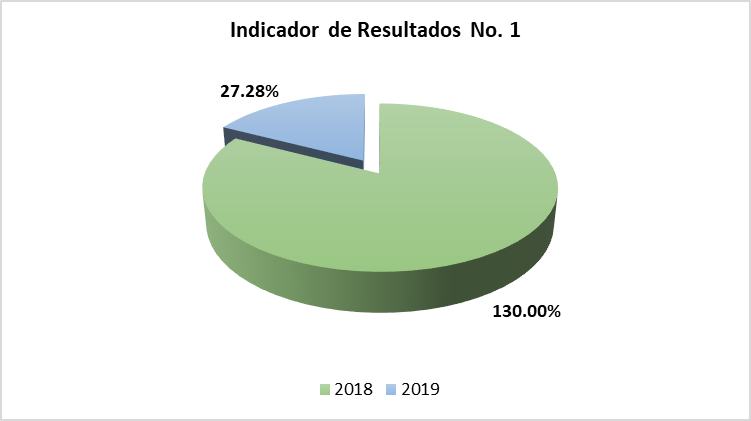 Indicador de Resultados No. 1
27.28%
130.00%
2018 2019